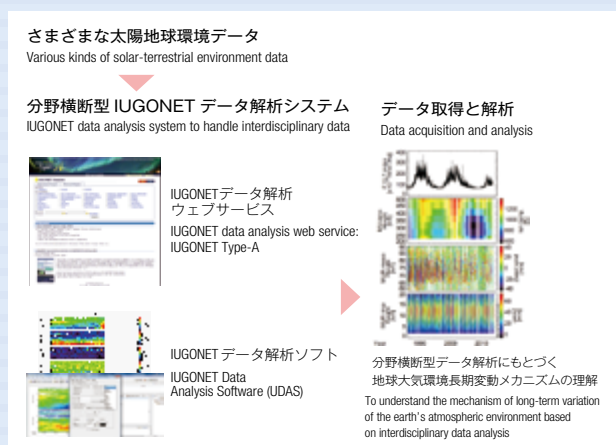 さまざまな太陽地球環境データ
Various kinds of solar-terrestrial environment data
分野横断型 IUGONET データ解析システム
IUGONET data analysis system to handle interdisciplinary data
IUGONETデータ解析
ウェブサービス
IUGONET data analysis web service:
IUGONET Type-A
IUGONETデータ解析ソフト
IUGONET Data
Analysis Software (UDAS)
データ取得と解析
Data acquisition and analysis
分野横断型データ解析にもとづく
地球大気環境長期変動メカニズムの理解
To understand the mechanism of long-term variation
of the earth's atmospheric environment based
on interdisciplinary data analysis